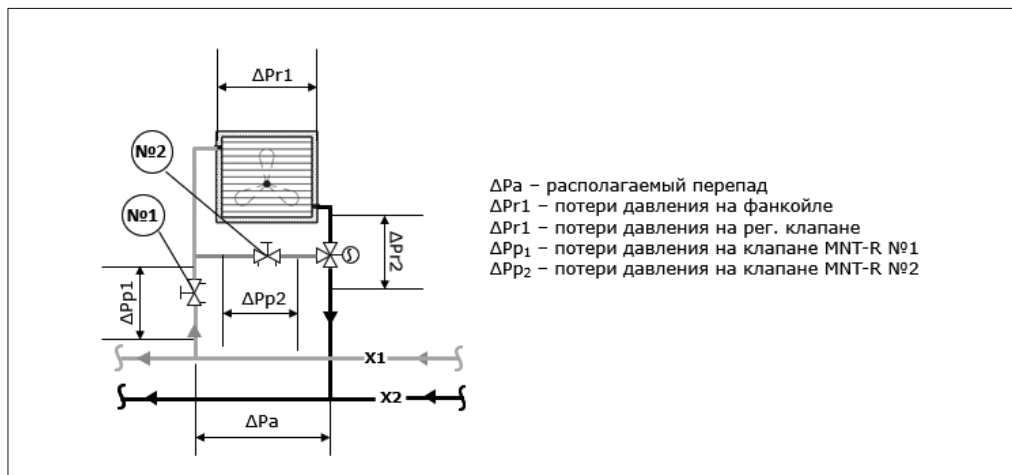 ΔPr1
№2
№1
ΔPr2
ΔPp1
ΔPp2
X1
X2
ΔPa
ΔPa – располагаемый перепад
ΔPr1 – потери давления на фанкойле
ΔPr1 – потери давления на рег. клапане
ΔPp₁ – потери давления на клапане MNT-R №1
ΔPp₂ – потери давления на клапане MNT-R №2